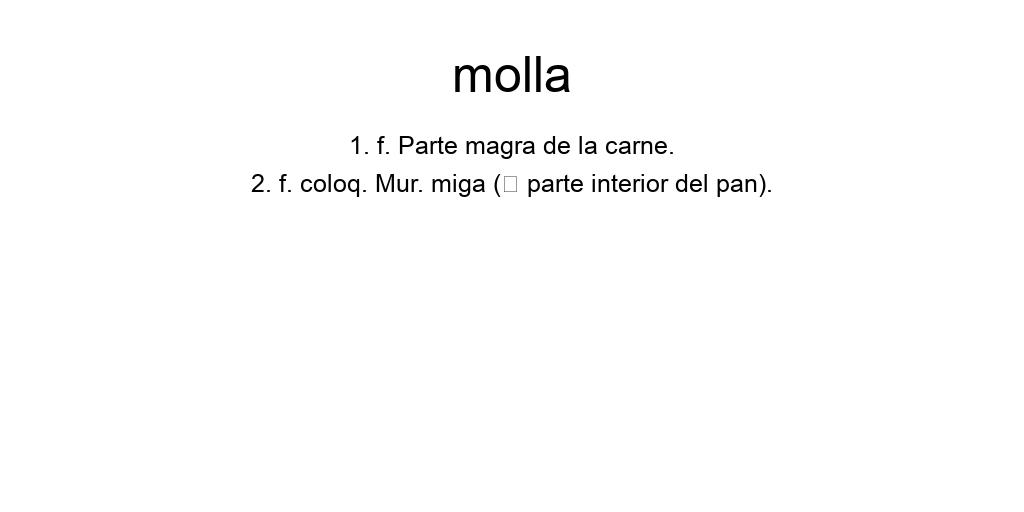 molla
1. f. Parte magra de la carne.
2. f. coloq. Mur. miga (□ parte interior del pan).